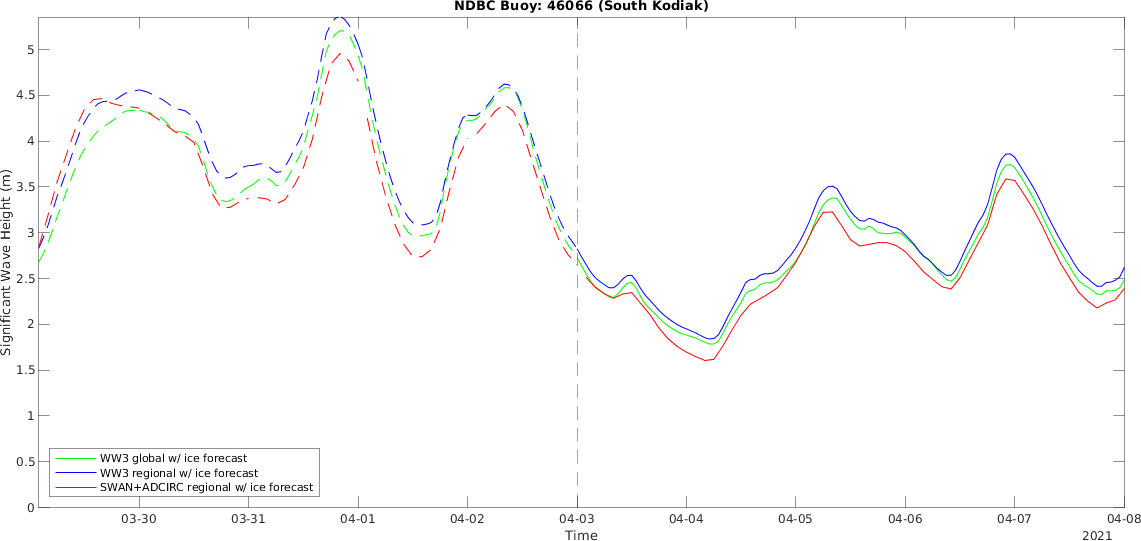 NDBC Buoy: 46066 (South Kodiak)
Significant Wave Height (m)
5
4.5
4
3.5
3
2.5
2
1.5
1
0.5
0
WW3 global w/ ice forecast
WW3 regional w/ ice forecast
SWAN+ADCIRC regional w/ ice forecast
03-30 03-31 04-01 04-02 04-03 04-04 04-05 04-06 04-07 04-08
Time
2021